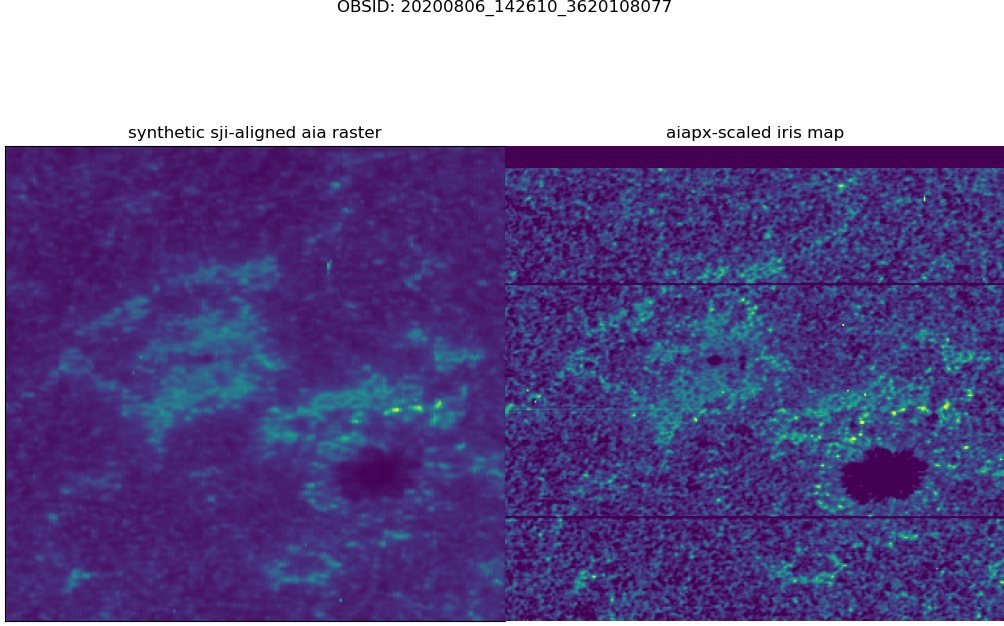 OBSID: 20200806_142610_3620108077
synthetic sji-aligned aia raster
aiapx-scaled iris map